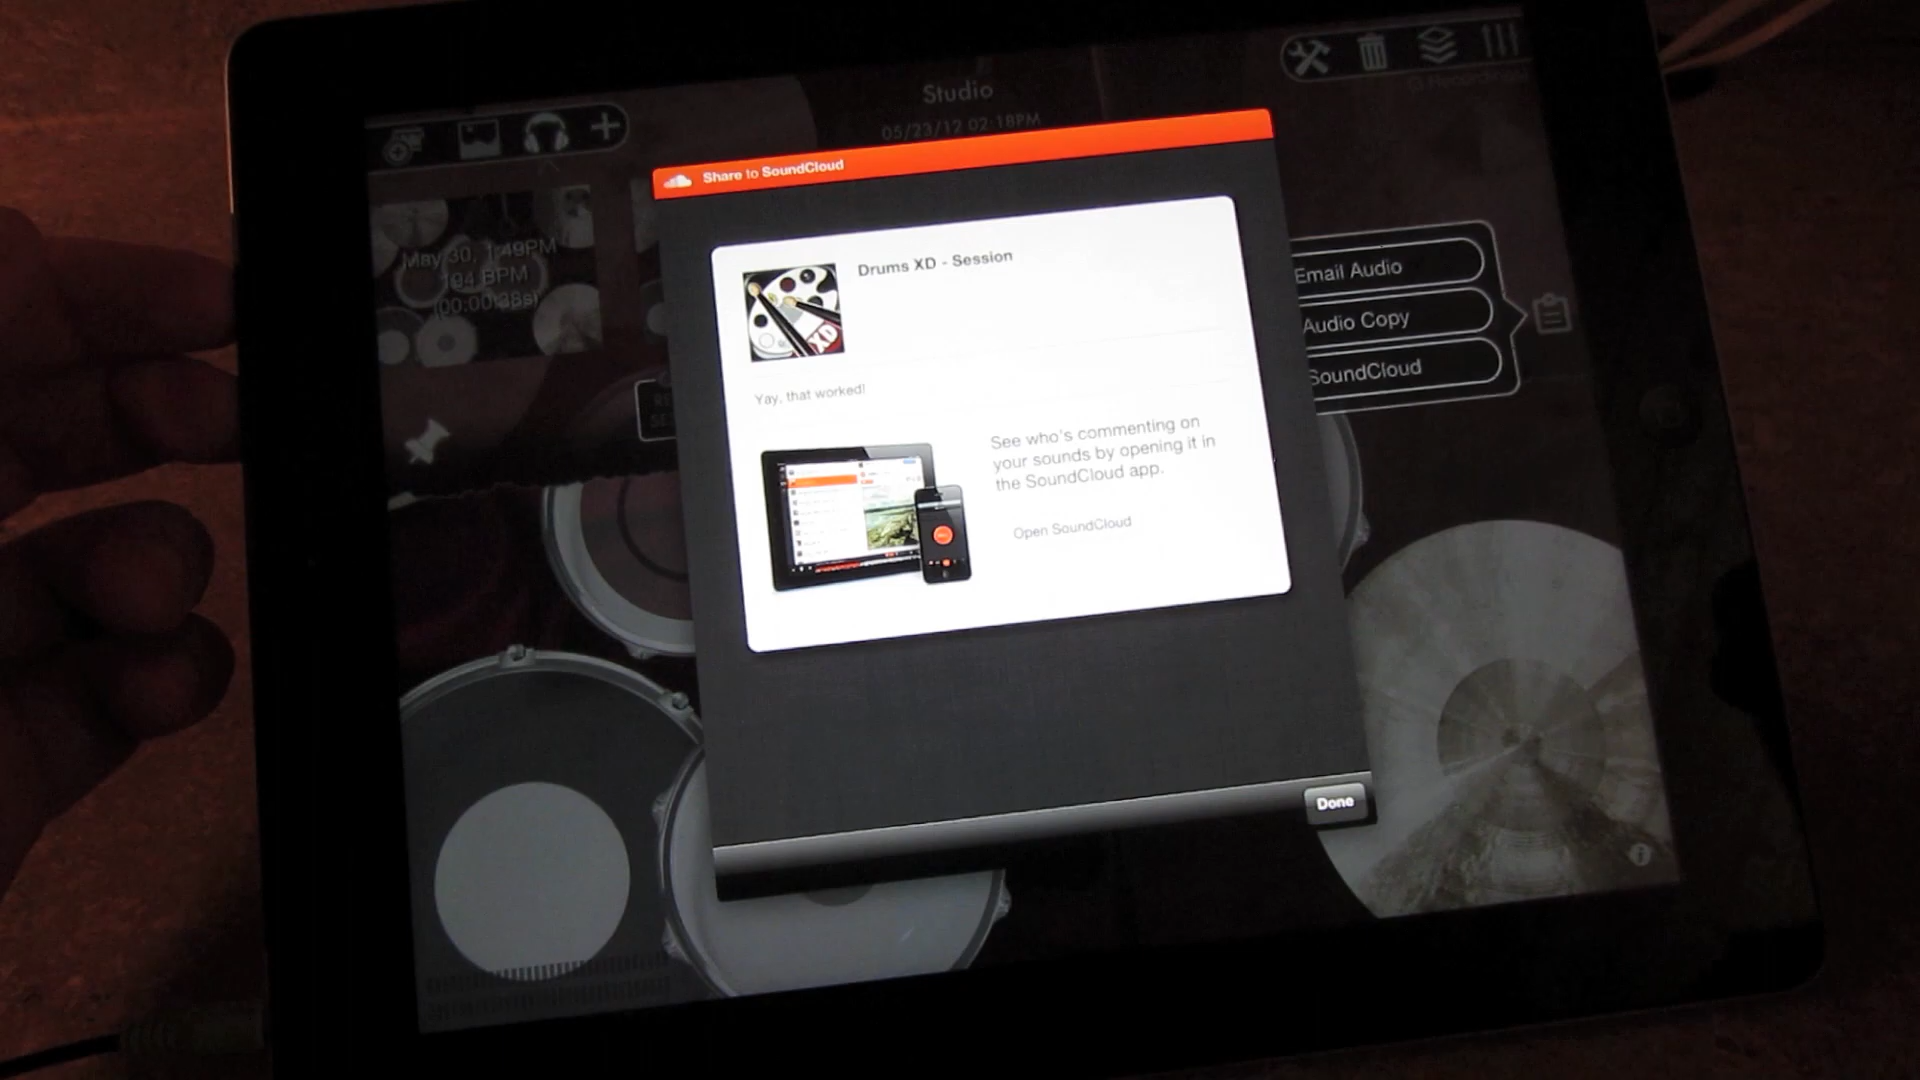 Studio
05/23/12 02:18PM
Share to SoundCloud
Drums XD - Session
XD
May 30, 1:49PM
194 BPM
(00:00:38s)
Email Audio
Audio Copy
SoundCloud
Yay, that worked!
See who's commenting on
your sounds by opening it in
the SoundCloud app.
Open SoundCloud
Done